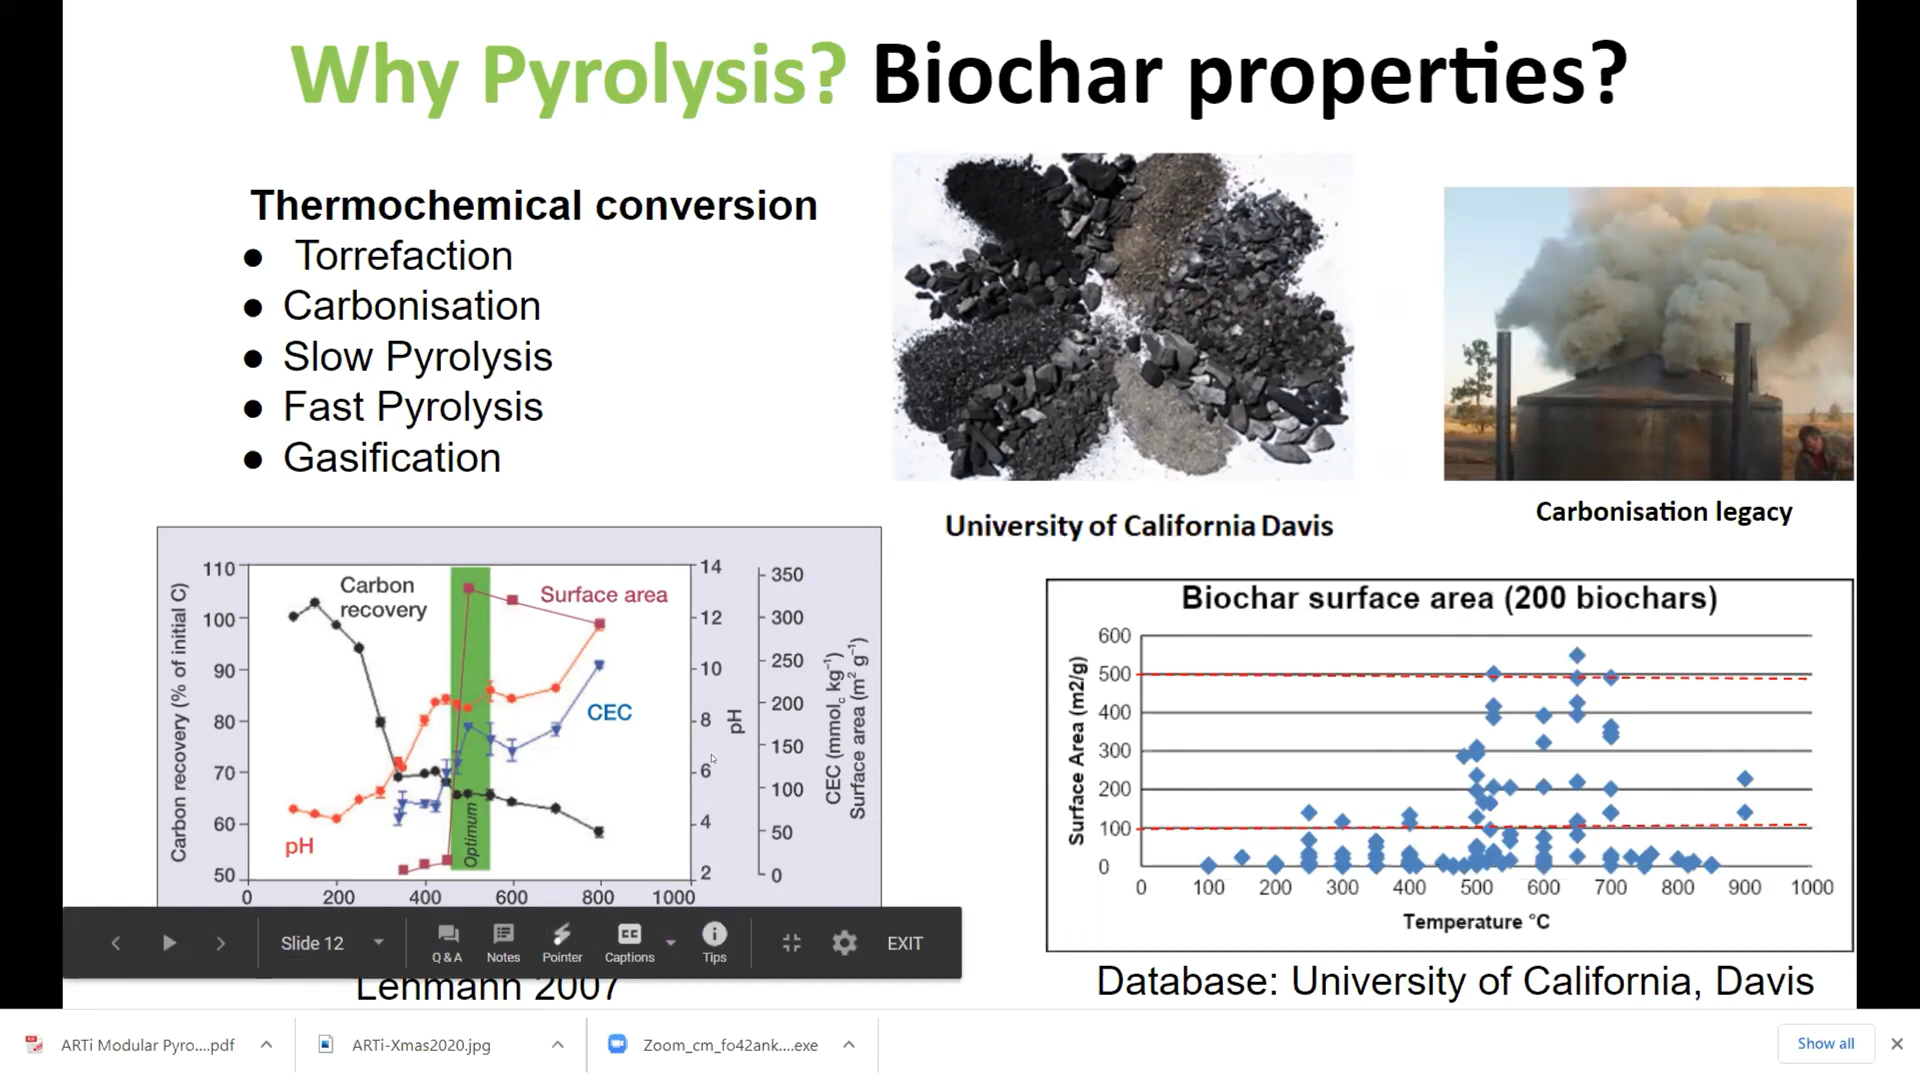 Why Pyrolysis? Biochar properties?
Thermochemical conversion
● Torrefaction
● Carbonisation
● Slow Pyrolysis
● Fast Pyrolysis
● Gasification
University of California Davis
Carbonisation legacy
Carbon recovery (% of initial C)
110
100
90
80
70
60
50
0 200 400 600 800 1000
Carbon
recovery
Surface area
CEC
pH
Optimum
14
12
10
8
6
4
2
pH
350
300
250
200
150
100
50
0
CEC (mmolc kg⁻¹)
Surface area (m² g⁻¹)
Biochar surface area (200 biochars)
Surface Area (m2/g)
600
500
400
300
200
100
0
0 100 200 300 400 500 600 700 800 900 1000
Temperature °C
Slide 12
Q & A
Notes
Pointer
CC
Captions
Tips
EXIT
Lehmann 2007
Database: University of California, Davis
ARTi Modular Pyro....pdf
ARTi-Xmas2020.jpg
Zoom_cm_fo42ank....exe
Show all